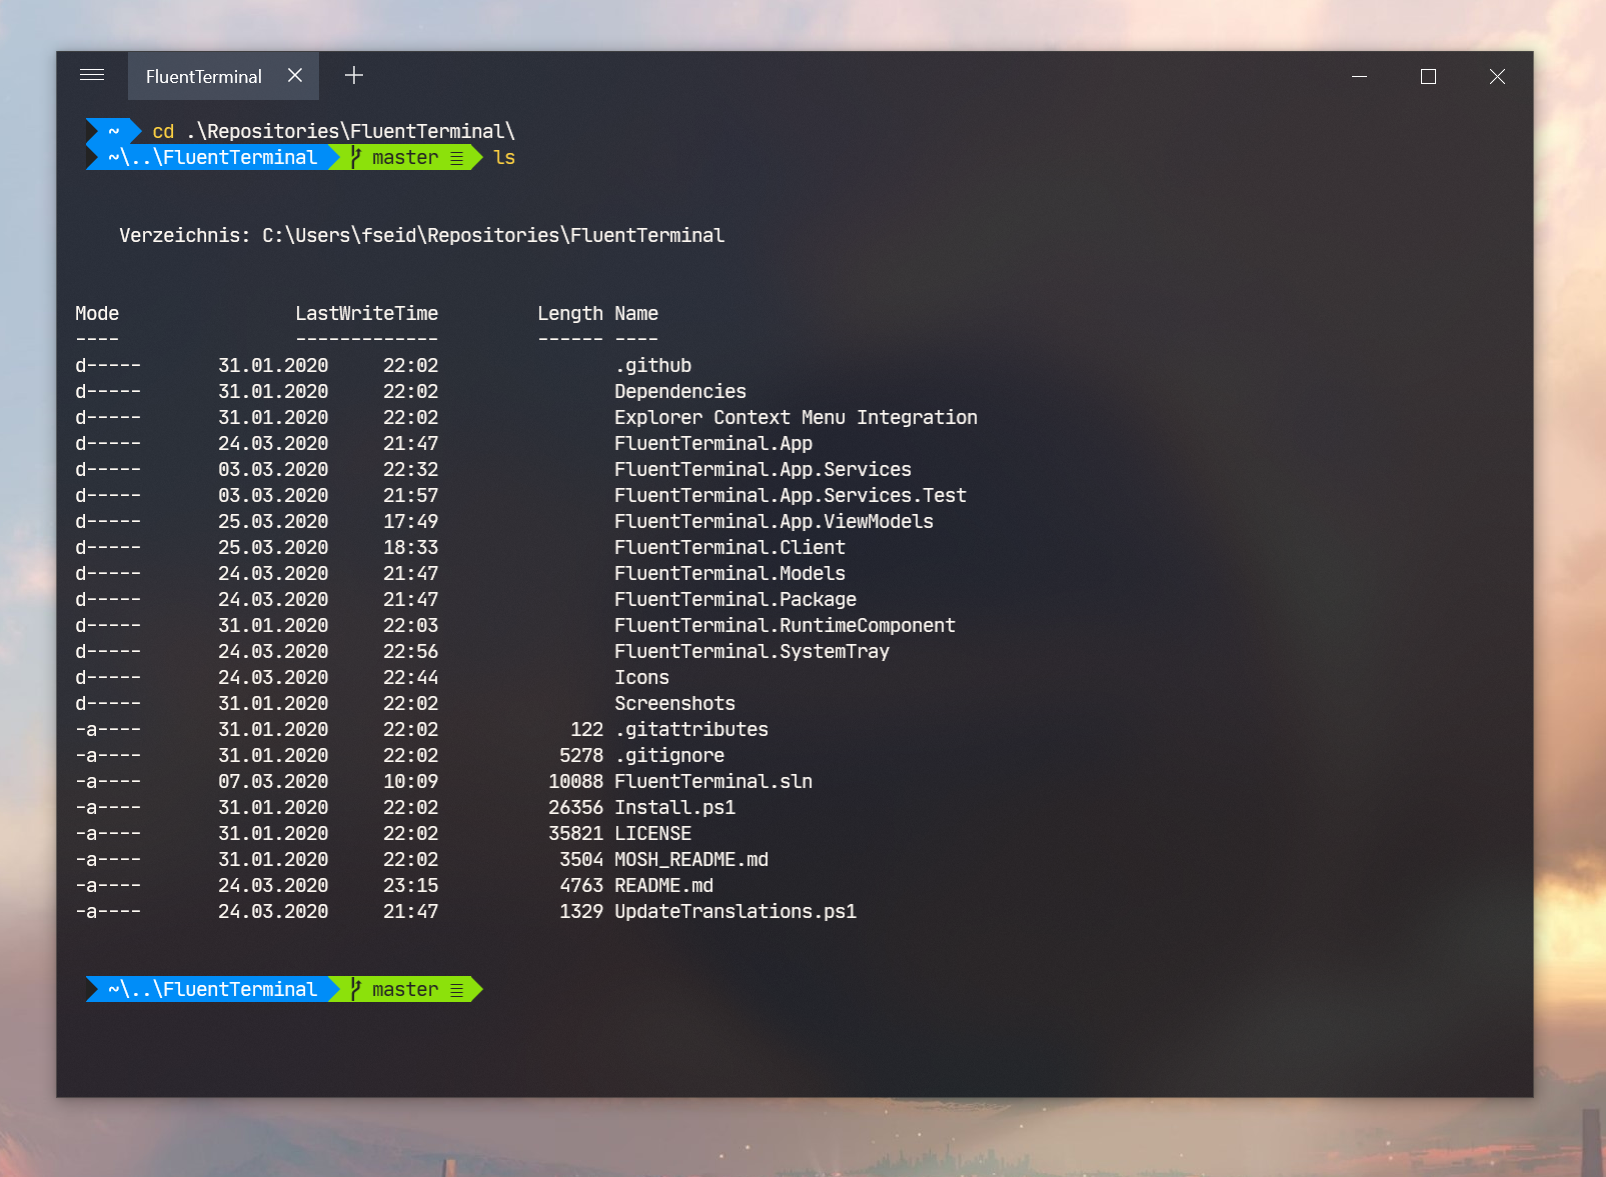 FluentTerminal
~ cd .\Repositories\FluentTerminal\
~\..\FluentTerminal master ≡ ls
Verzeichnis: C:\Users\fseid\Repositories\FluentTerminal
Mode                LastWriteTime         Length Name
----                -------------         ------ ----
d-----       31.01.2020     22:02                .github
d-----       31.01.2020     22:02                Dependencies
d-----       31.01.2020     22:02                Explorer Context Menu Integration
d-----       24.03.2020     21:47                FluentTerminal.App
d-----       03.03.2020     22:32                FluentTerminal.App.Services
d-----       03.03.2020     21:57                FluentTerminal.App.Services.Test
d-----       25.03.2020     17:49                FluentTerminal.App.ViewModels
d-----       25.03.2020     18:33                FluentTerminal.Client
d-----       24.03.2020     21:47                FluentTerminal.Models
d-----       24.03.2020     21:47                FluentTerminal.Package
d-----       31.01.2020     22:03                FluentTerminal.RuntimeComponent
d-----       24.03.2020     22:56                FluentTerminal.SystemTray
d-----       24.03.2020     22:44                Icons
d-----       31.01.2020     22:02                Screenshots
-a----       31.01.2020     22:02            122 .gitattributes
-a----       31.01.2020     22:02           5278 .gitignore
-a----       07.03.2020     10:09          10088 FluentTerminal.sln
-a----       31.01.2020     22:02          26356 Install.ps1
-a----       31.01.2020     22:02          35821 LICENSE
-a----       31.01.2020     22:02           3504 MOSH_README.md
-a----       24.03.2020     23:15           4763 README.md
-a----       24.03.2020     21:47           1329 UpdateTranslations.ps1
~\..\FluentTerminal master ≡